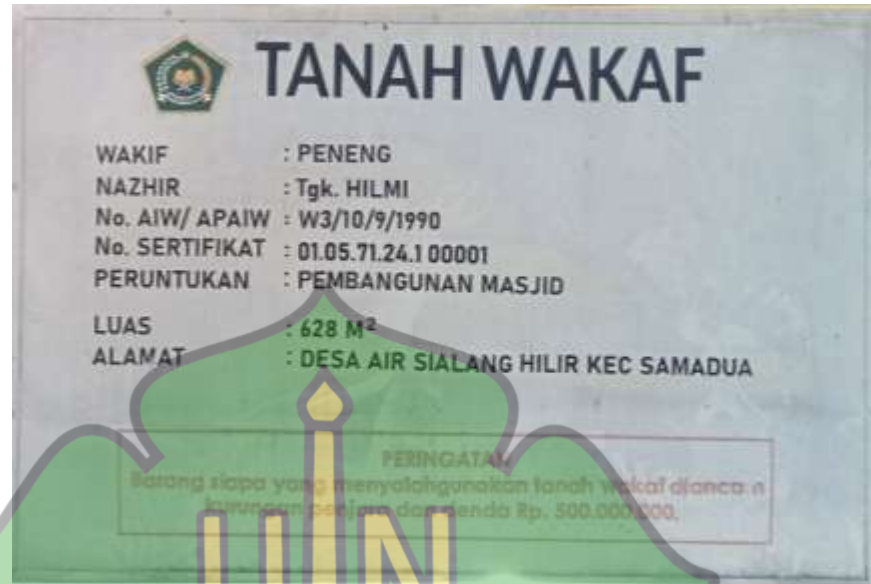 TANAH WAKAF
WAKIF : PENENG
NAZHIR : Tgk. HILMI
No. AIW/ APAIW : W3/10/9/1990
No. SERTIFIKAT : 01.05.71.24.1 00001
PERUNTUKAN : PEMBANGUNAN MASJID
LUAS : 628 M²
ALAMAT : DESA AIR SIALANG HILIR KEC SAMADUA
PERINGATAN
Barang siapa yang menyalahgunakan tanah wakaf diancam
kurungan penjara dan denda Rp. 500.000.000,
UIN